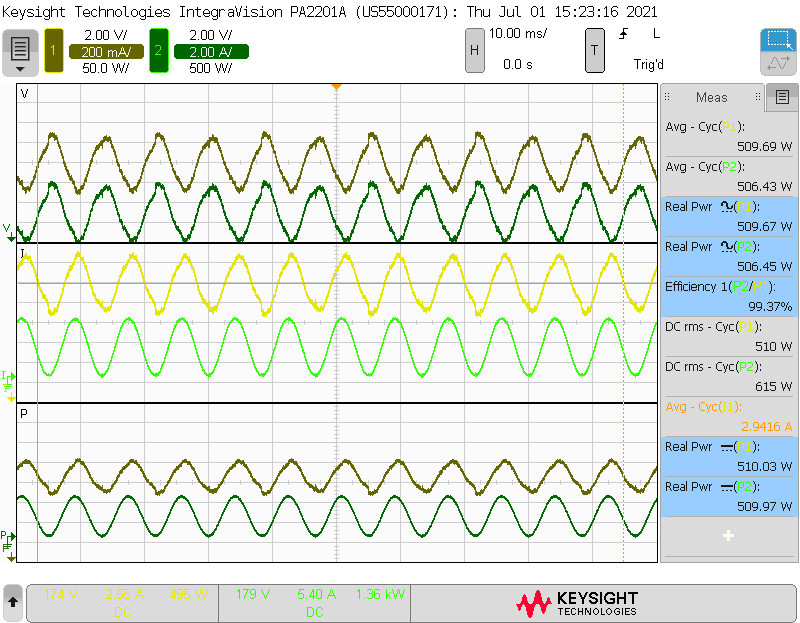 Keysight Technologies IntegraVision PA2201A (US55000171): Thu Jul 01 15:23:16 2021
1 2.00 V/ 2 2.00 V/ H 10.00 ms/ T L
200 mV/ 2.00 A/
50.0 W/ 500 W/ 0.0 s Trig'd
V
Meas
Avg - Cyc(P1):
509.69 W
Avg - Cyc(P2):
506.43 W
Real Pwr (P1):
509.67 W
Real Pwr (P2):
506.45 W
Efficiency 1(P2/P1):
99.37%
DC rms - Cyc(P1):
510 W
DC rms - Cyc(P2):
615 W
Avg - Cyc(I1):
2.9416 A
Real Pwr (P1):
510.03 W
Real Pwr (P2):
509.97 W
V
I
I
P
P
174 V 2.55 A 495 W 179 V 5.40 A 1.36 kW
DC DC
KEYSIGHT
TECHNOLOGIES